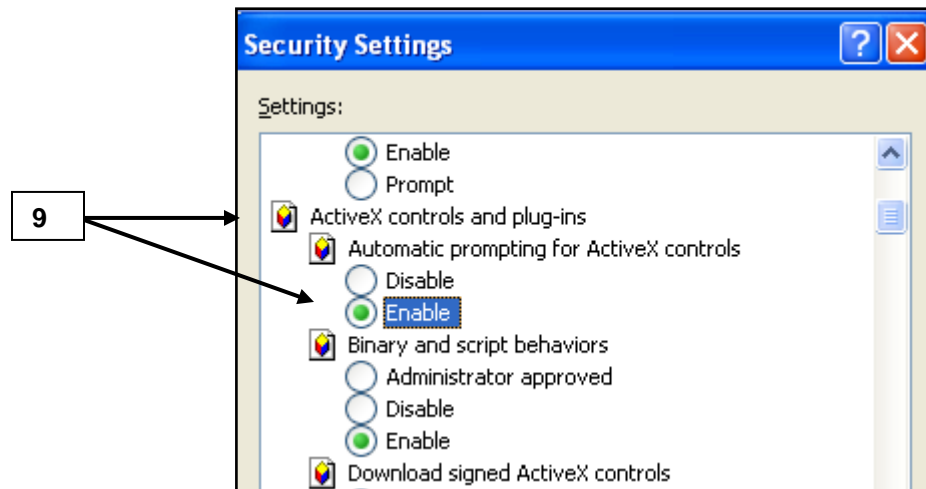 Security Settings
Settings:
Enable
Prompt
9
ActiveX controls and plug-ins
Automatic prompting for ActiveX controls
Disable
Enable
Binary and script behaviors
Administrator approved
Disable
Enable
Download signed ActiveX controls